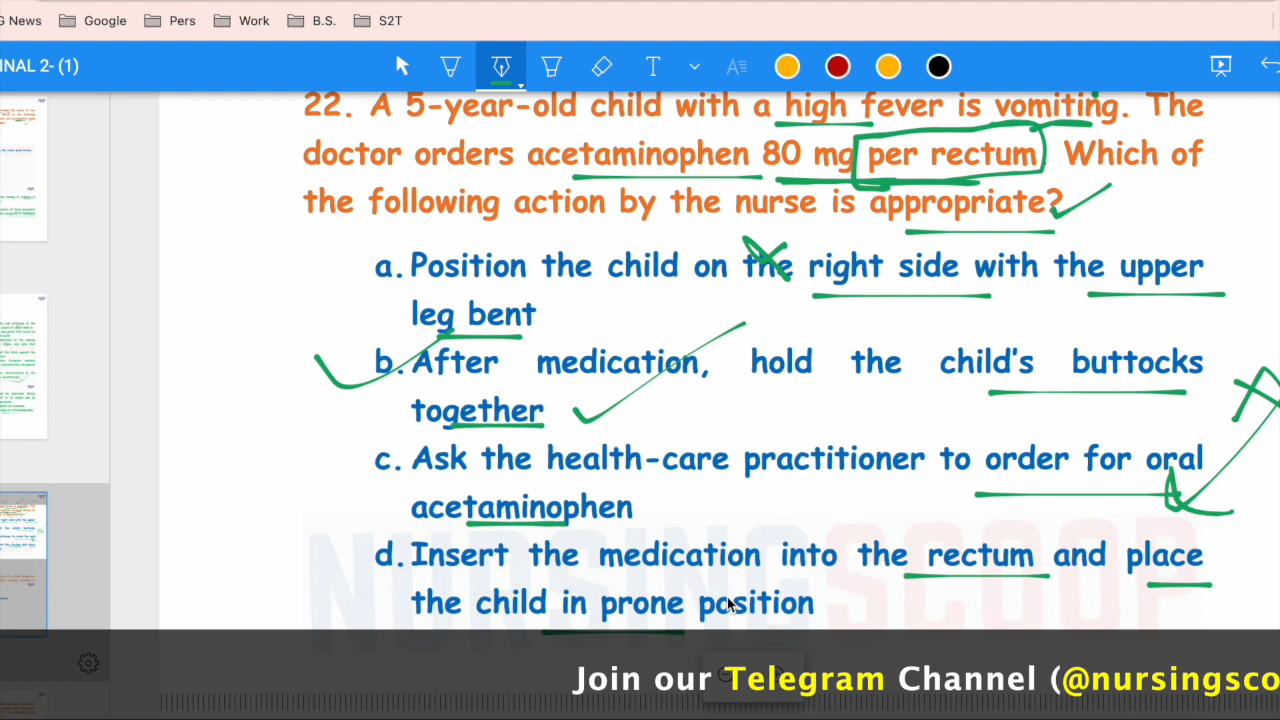 G News Google Pers Work B.S. S2T
INAL 2- (1)
22. A 5-year-old child with a high fever is vomiting. The
doctor orders acetaminophen 80 mg per rectum Which of
the following action by the nurse is appropriate?
a. Position the child on the right side with the upper
leg bent
b. After medication, hold the child's buttocks
together
c. Ask the health-care practitioner to order for oral
acetaminophen
d. Insert the medication into the rectum and place
the child in prone position
NURSING SCOOP
Join our Telegram Channel (@nursingsco